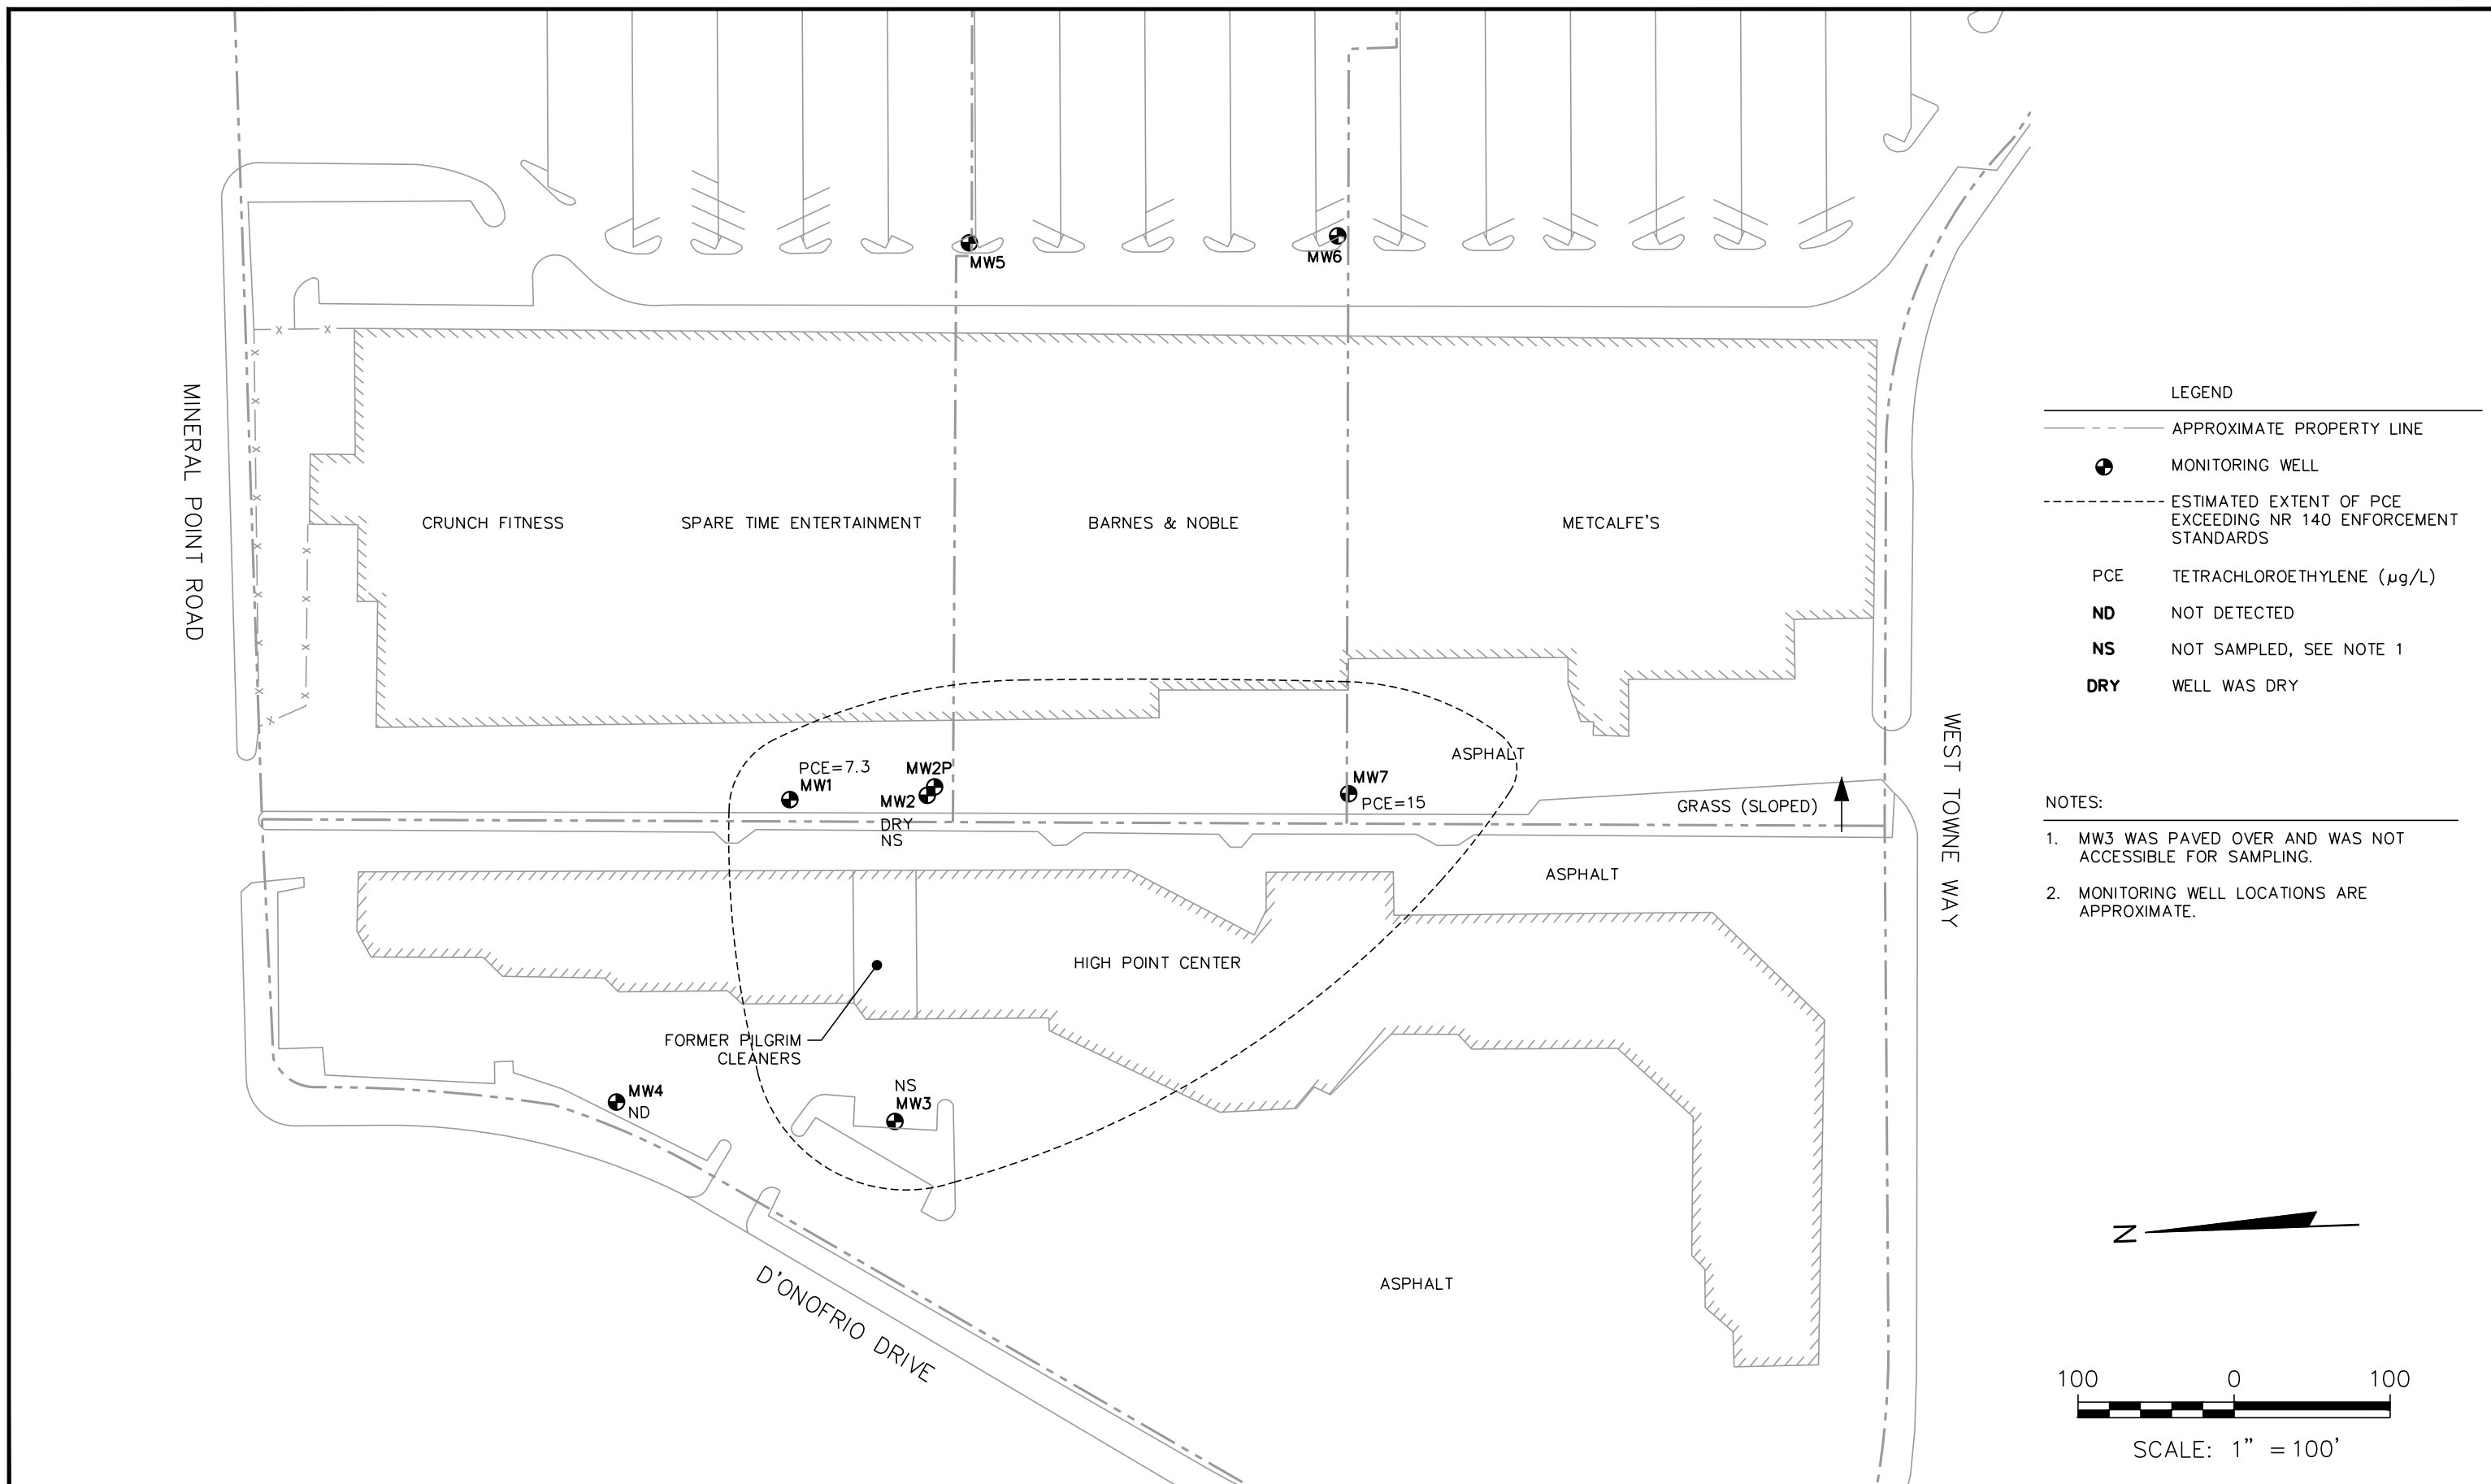 MW5
MW6
MINERAL POINT ROAD
CRUNCH FITNESS
SPARE TIME ENTERTAINMENT
BARNES & NOBLE
METCALFE'S
ASPHALT
PCE=7.3
MW1
MW2P
MW2
DRY
NS
MW7
PCE=15
GRASS (SLOPED)
WEST TOWNE WAY
ASPHALT
HIGH POINT CENTER
FORMER PILGRIM
CLEANERS
MW4
ND
NS
MW3
D'ONOFRIO DRIVE
ASPHALT
LEGEND
APPROXIMATE PROPERTY LINE
MONITORING WELL
ESTIMATED EXTENT OF PCE
EXCEEDING NR 140 ENFORCEMENT
STANDARDS
PCE TETRACHLOROETHYLENE (µg/L)
ND NOT DETECTED
NS NOT SAMPLED, SEE NOTE 1
DRY WELL WAS DRY
NOTES:
1. MW3 WAS PAVED OVER AND WAS NOT
ACCESSIBLE FOR SAMPLING.
2. MONITORING WELL LOCATIONS ARE
APPROXIMATE.
N
100 0 100
SCALE: 1" =100'